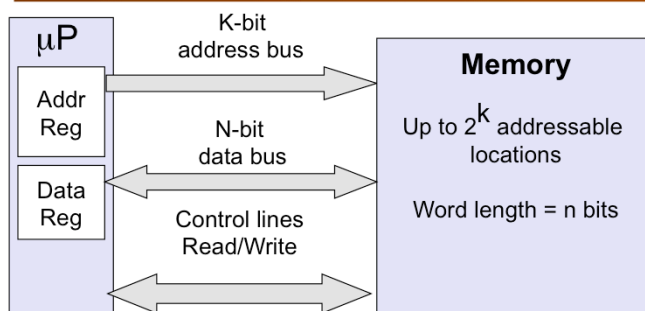 μP
Addr
Reg
Data
Reg
K-bit
address bus
N-bit
data bus
Control lines
Read/Write
Memory
Up to 2^k addressable
locations
Word length = n bits